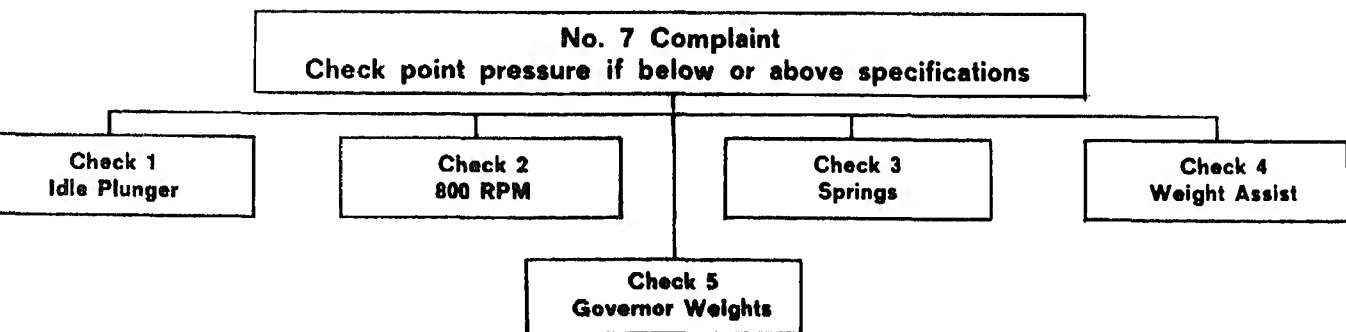 No. 7 Complaint
Check point pressure if below or above specifications
Check 1
Idle Plunger
Check 2
800 RPM
Check 3
Springs
Check 4
Weight Assist
Check 5
Governor Weights